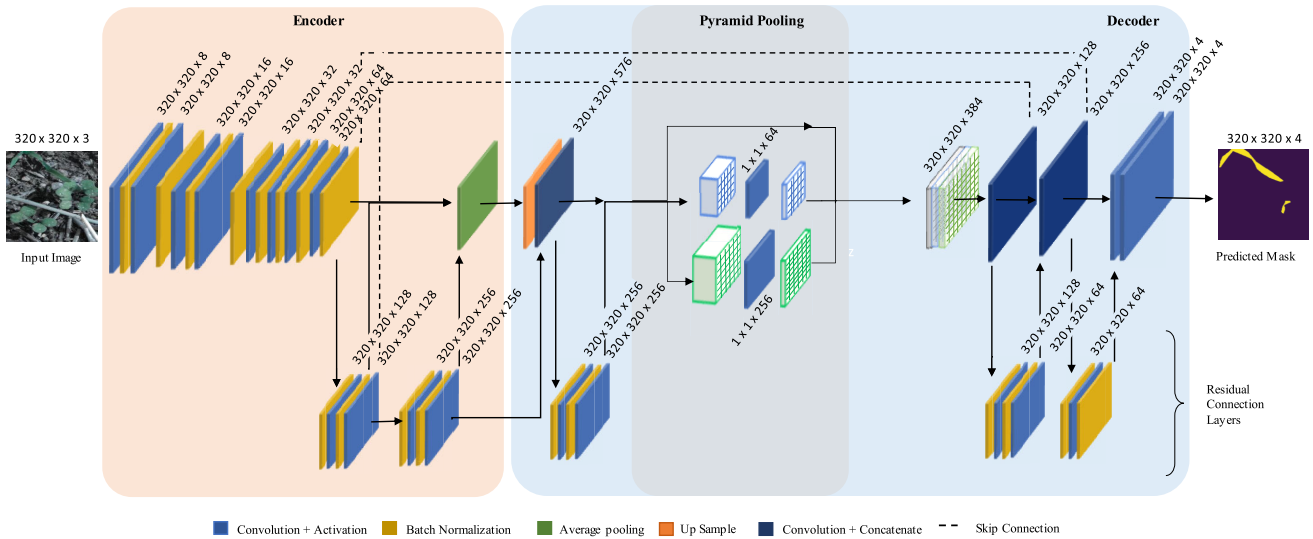 Encoder
Pyramid Pooling
Decoder
320 x 320 x 3
Input Image
320 x 320 x 8
320 x 320 x 8
320 x 320 x 16
320 x 320 x 16
320 x 320 x 32
320 x 320 x 32
320 x 320 x 64
320 x 320 x 64
320 x 320 x 576
1 x 1 x 64
1 x 1 x 256
320 x 320 x 384
320 x 320 x 128
320 x 320 x 256
320 x 320 x 4
320 x 320 x 4
320 x 320 x 4
Predicted Mask
z
320 x 320 x 128
320 x 320 x 128
320 x 320 x 256
320 x 320 x 256
320 x 320 x 256
320 x 320 x 256
320 x 320 x 128
320 x 320 x 64
320 x 320 x 64
Residual
Connection
Layers
Convolution + Activation
Batch Normalization
Average pooling
Up Sample
Convolution + Concatenate
Skip Connection